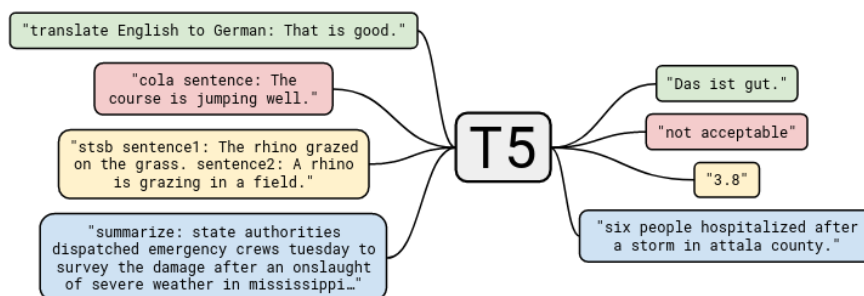 "translate English to German: That is good."
"cola sentence: The
course is jumping well."
"stsb sentence1: The rhino grazed
on the grass. sentence2: A rhino
is grazing in a field."
"summarize: state authorities
dispatched emergency crews tuesday to
survey the damage after an onslaught
of severe weather in mississippi…"
T5
"Das ist gut."
"not acceptable"
"3.8"
"six people hospitalized after
a storm in attala county."